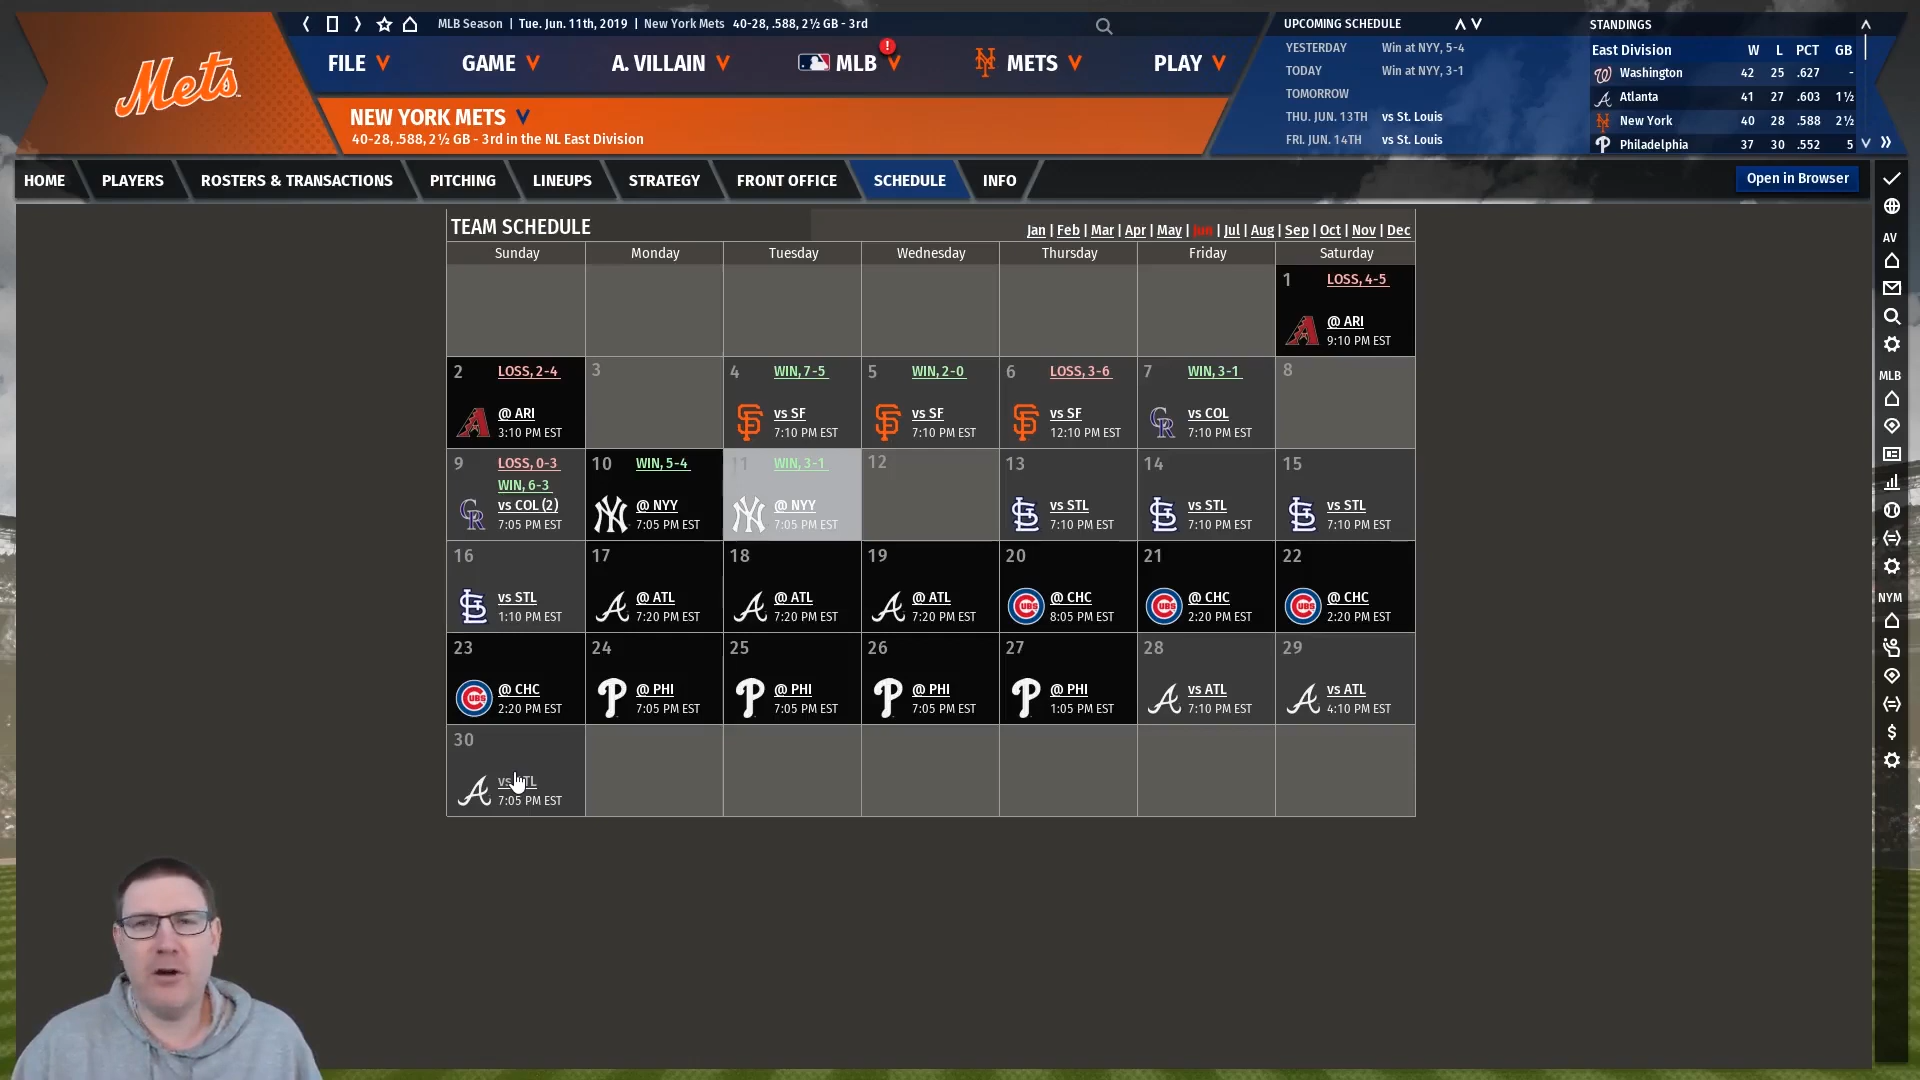 Mets
MLB Season | Tue. Jun. 11th, 2019 | New York Mets 40-28, .588, 2½ GB - 3rd
FILE GAME A. VILLAIN MLB METS PLAY
NEW YORK METS
40-28, .588, 2½ GB - 3rd in the NL East Division
UPCOMING SCHEDULE
YESTERDAY Win at NYY, 5-4
TODAY Win at NYY, 3-1
TOMORROW
THU. JUN. 13TH vs St. Louis
FRI. JUN. 14TH vs St. Louis
STANDINGS
East Division W L PCT GB
Washington 42 25 .627 -
Atlanta 41 27 .603 1½
New York 40 28 .588 2½
Philadelphia 37 30 .552 5
HOME PLAYERS ROSTERS & TRANSACTIONS PITCHING LINEUPS STRATEGY FRONT OFFICE SCHEDULE INFO
Open in Browser
TEAM SCHEDULE
Jan | Feb | Mar | Apr | May | Jun | Jul | Aug | Sep | Oct | Nov | Dec
Sunday Monday Tuesday Wednesday Thursday Friday Saturday
1 LOSS, 4-5
@ ARI
9:10 PM EST
2 LOSS, 2-4
@ ARI
3:10 PM EST
3
4 WIN, 7-5
vs SF
7:10 PM EST
5 WIN, 2-0
vs SF
7:10 PM EST
6 LOSS, 3-6
vs SF
12:10 PM EST
7 WIN, 3-1
vs COL
7:10 PM EST
8
9 LOSS, 0-3
WIN, 6-3
vs COL (2)
7:05 PM EST
10 WIN, 5-4
@ NYY
7:05 PM EST
11 WIN, 3-1
@ NYY
7:05 PM EST
12
13
vs STL
7:10 PM EST
14
vs STL
7:10 PM EST
15
vs STL
7:10 PM EST
16
vs STL
1:10 PM EST
17
@ ATL
7:20 PM EST
18
@ ATL
7:20 PM EST
19
@ ATL
7:20 PM EST
20
@ CHC
8:05 PM EST
21
@ CHC
2:20 PM EST
22
@ CHC
2:20 PM EST
23
@ CHC
2:20 PM EST
24
@ PHI
7:05 PM EST
25
@ PHI
7:05 PM EST
26
@ PHI
7:05 PM EST
27
@ PHI
1:05 PM EST
28
vs ATL
7:10 PM EST
29
vs ATL
4:10 PM EST
30
vs
7:05 PM EST
AV
MLB
NYM